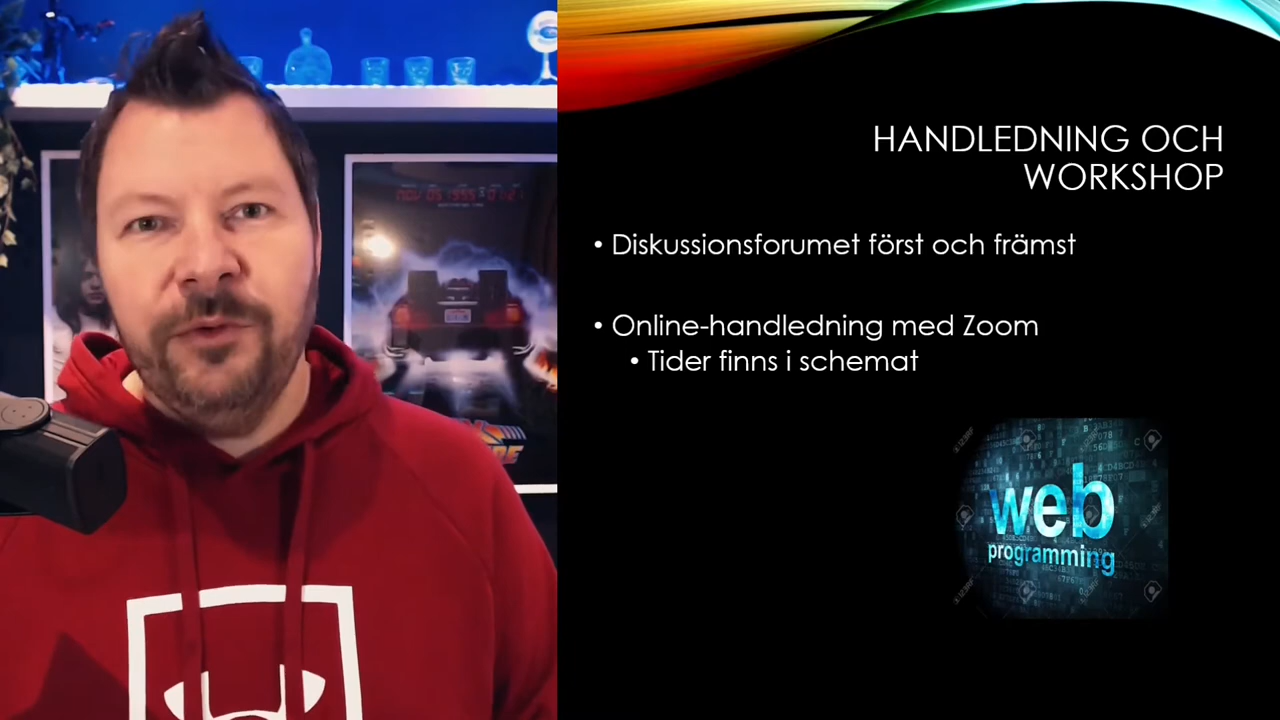 HANDLEDNING OCH
WORKSHOP
• Diskussionsforumet först och främst
• Online-handledning med Zoom
• Tider finns i schemat
web
programming